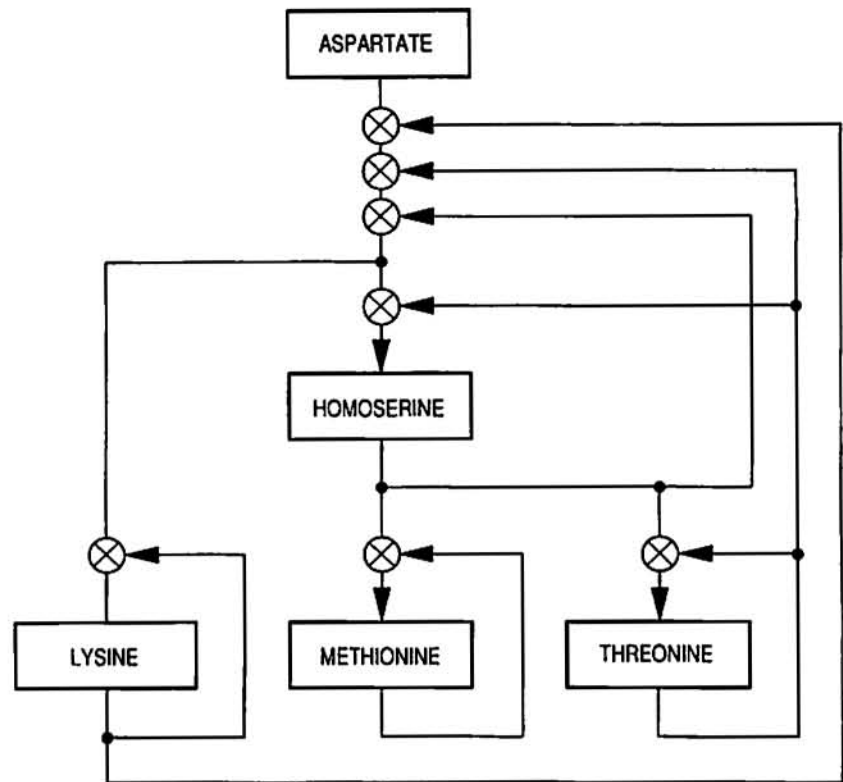 ASPARTATE
HOMOSERINE
LYSINE
METHIONINE
THREONINE